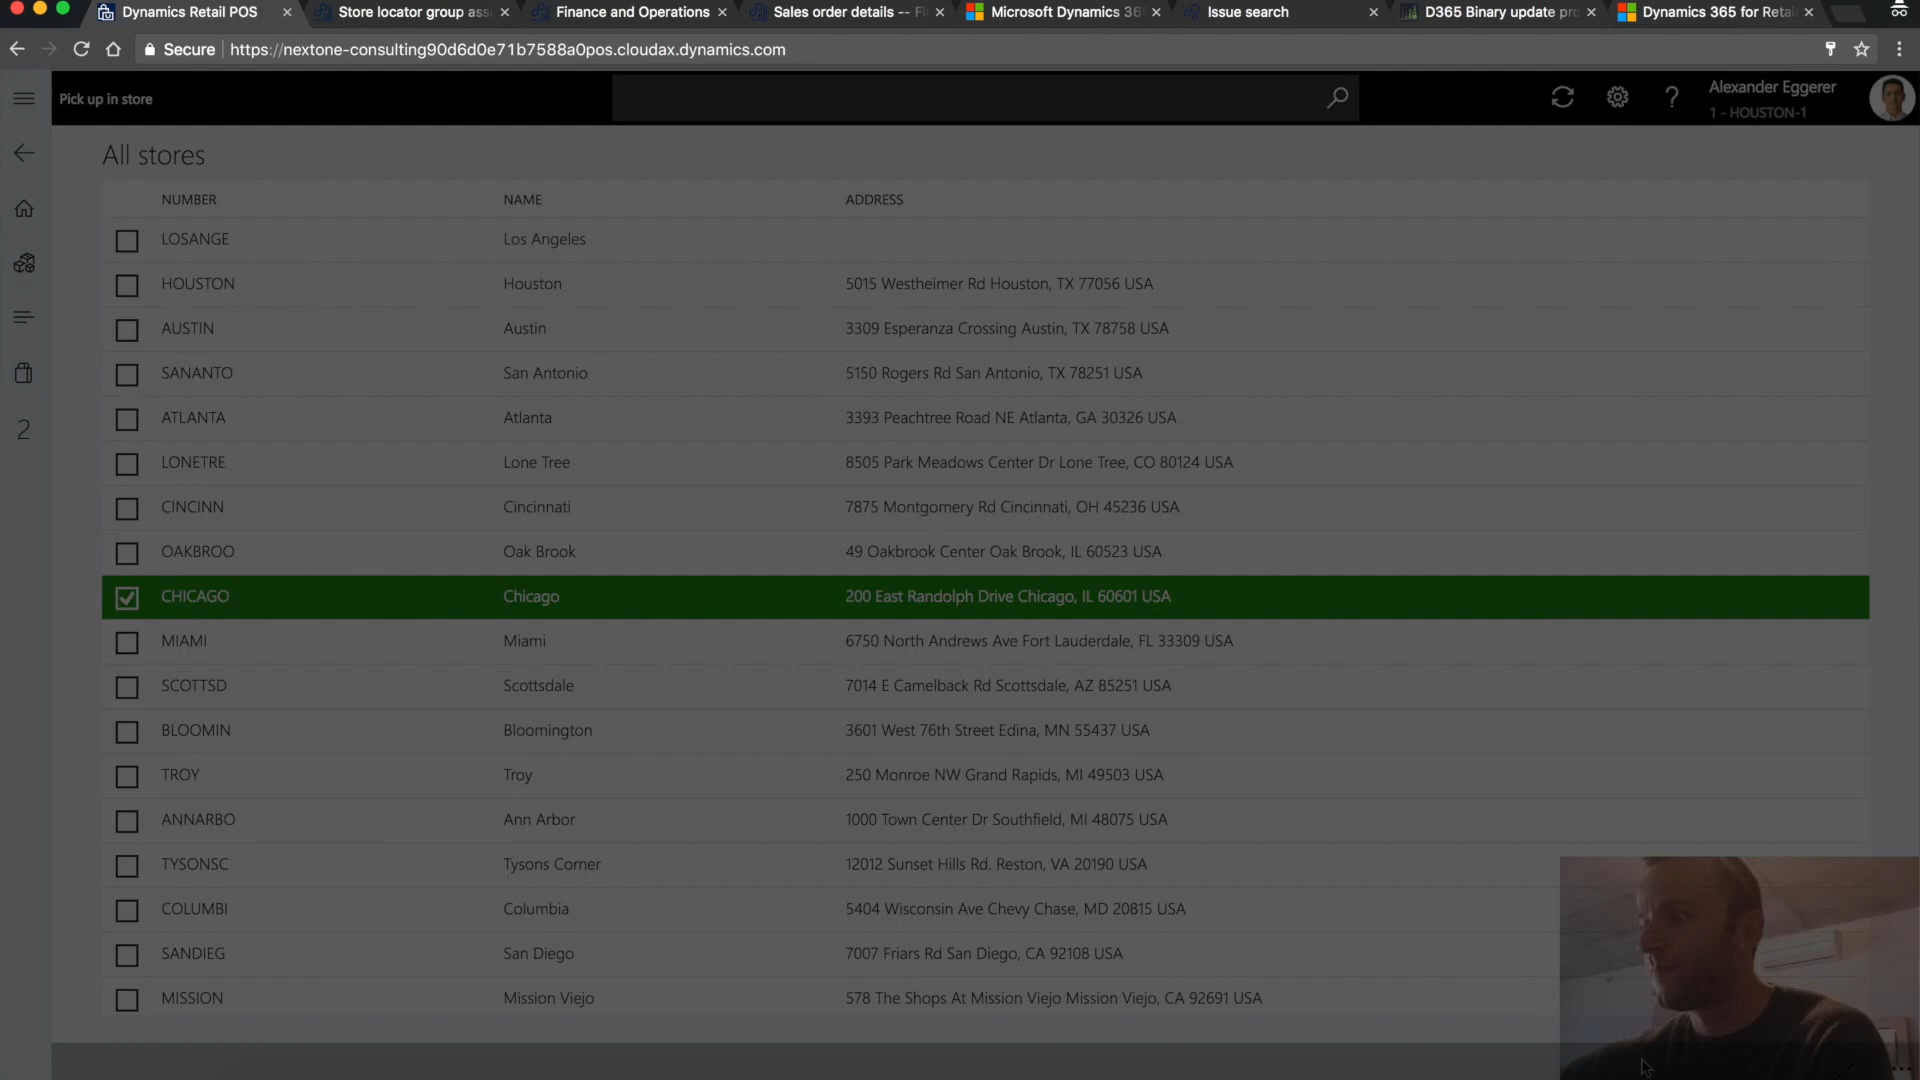 Dynamics Retail POS
Store locator group ass
Finance and Operations
Sales order details -- Fi
Microsoft Dynamics 36
Issue search
D365 Binary update pro
Dynamics 365 for Retai
Secure
https://nextone-consulting90d6d0e71b7588a0pos.cloudax.dynamics.com
Pick up in store
Alexander Eggerer
1 - HOUSTON-1
All stores
NUMBER NAME ADDRESS
LOSANGE Los Angeles
HOUSTON Houston 5015 Westheimer Rd Houston, TX 77056 USA
AUSTIN Austin 3309 Esperanza Crossing Austin, TX 78758 USA
SANANTO San Antonio 5150 Rogers Rd San Antonio, TX 78251 USA
ATLANTA Atlanta 3393 Peachtree Road NE Atlanta, GA 30326 USA
LONETRE Lone Tree 8505 Park Meadows Center Dr Lone Tree, CO 80124 USA
CINCINN Cincinnati 7875 Montgomery Rd Cincinnati, OH 45236 USA
OAKBROO Oak Brook 49 Oakbrook Center Oak Brook, IL 60523 USA
CHICAGO Chicago 200 East Randolph Drive Chicago, IL 60601 USA
MIAMI Miami 6750 North Andrews Ave Fort Lauderdale, FL 33309 USA
SCOTTSD Scottsdale 7014 E Camelback Rd Scottsdale, AZ 85251 USA
BLOOMIN Bloomington 3601 West 76th Street Edina, MN 55437 USA
TROY Troy 250 Monroe NW Grand Rapids, MI 49503 USA
ANNARBO Ann Arbor 1000 Town Center Dr Southfield, MI 48075 USA
TYSONSC Tysons Corner 12012 Sunset Hills Rd. Reston, VA 20190 USA
COLUMBI Columbia 5404 Wisconsin Ave Chevy Chase, MD 20815 USA
SANDIEG San Diego 7007 Friars Rd San Diego, CA 92108 USA
MISSION Mission Viejo 578 The Shops At Mission Viejo Mission Viejo, CA 92691 USA
2